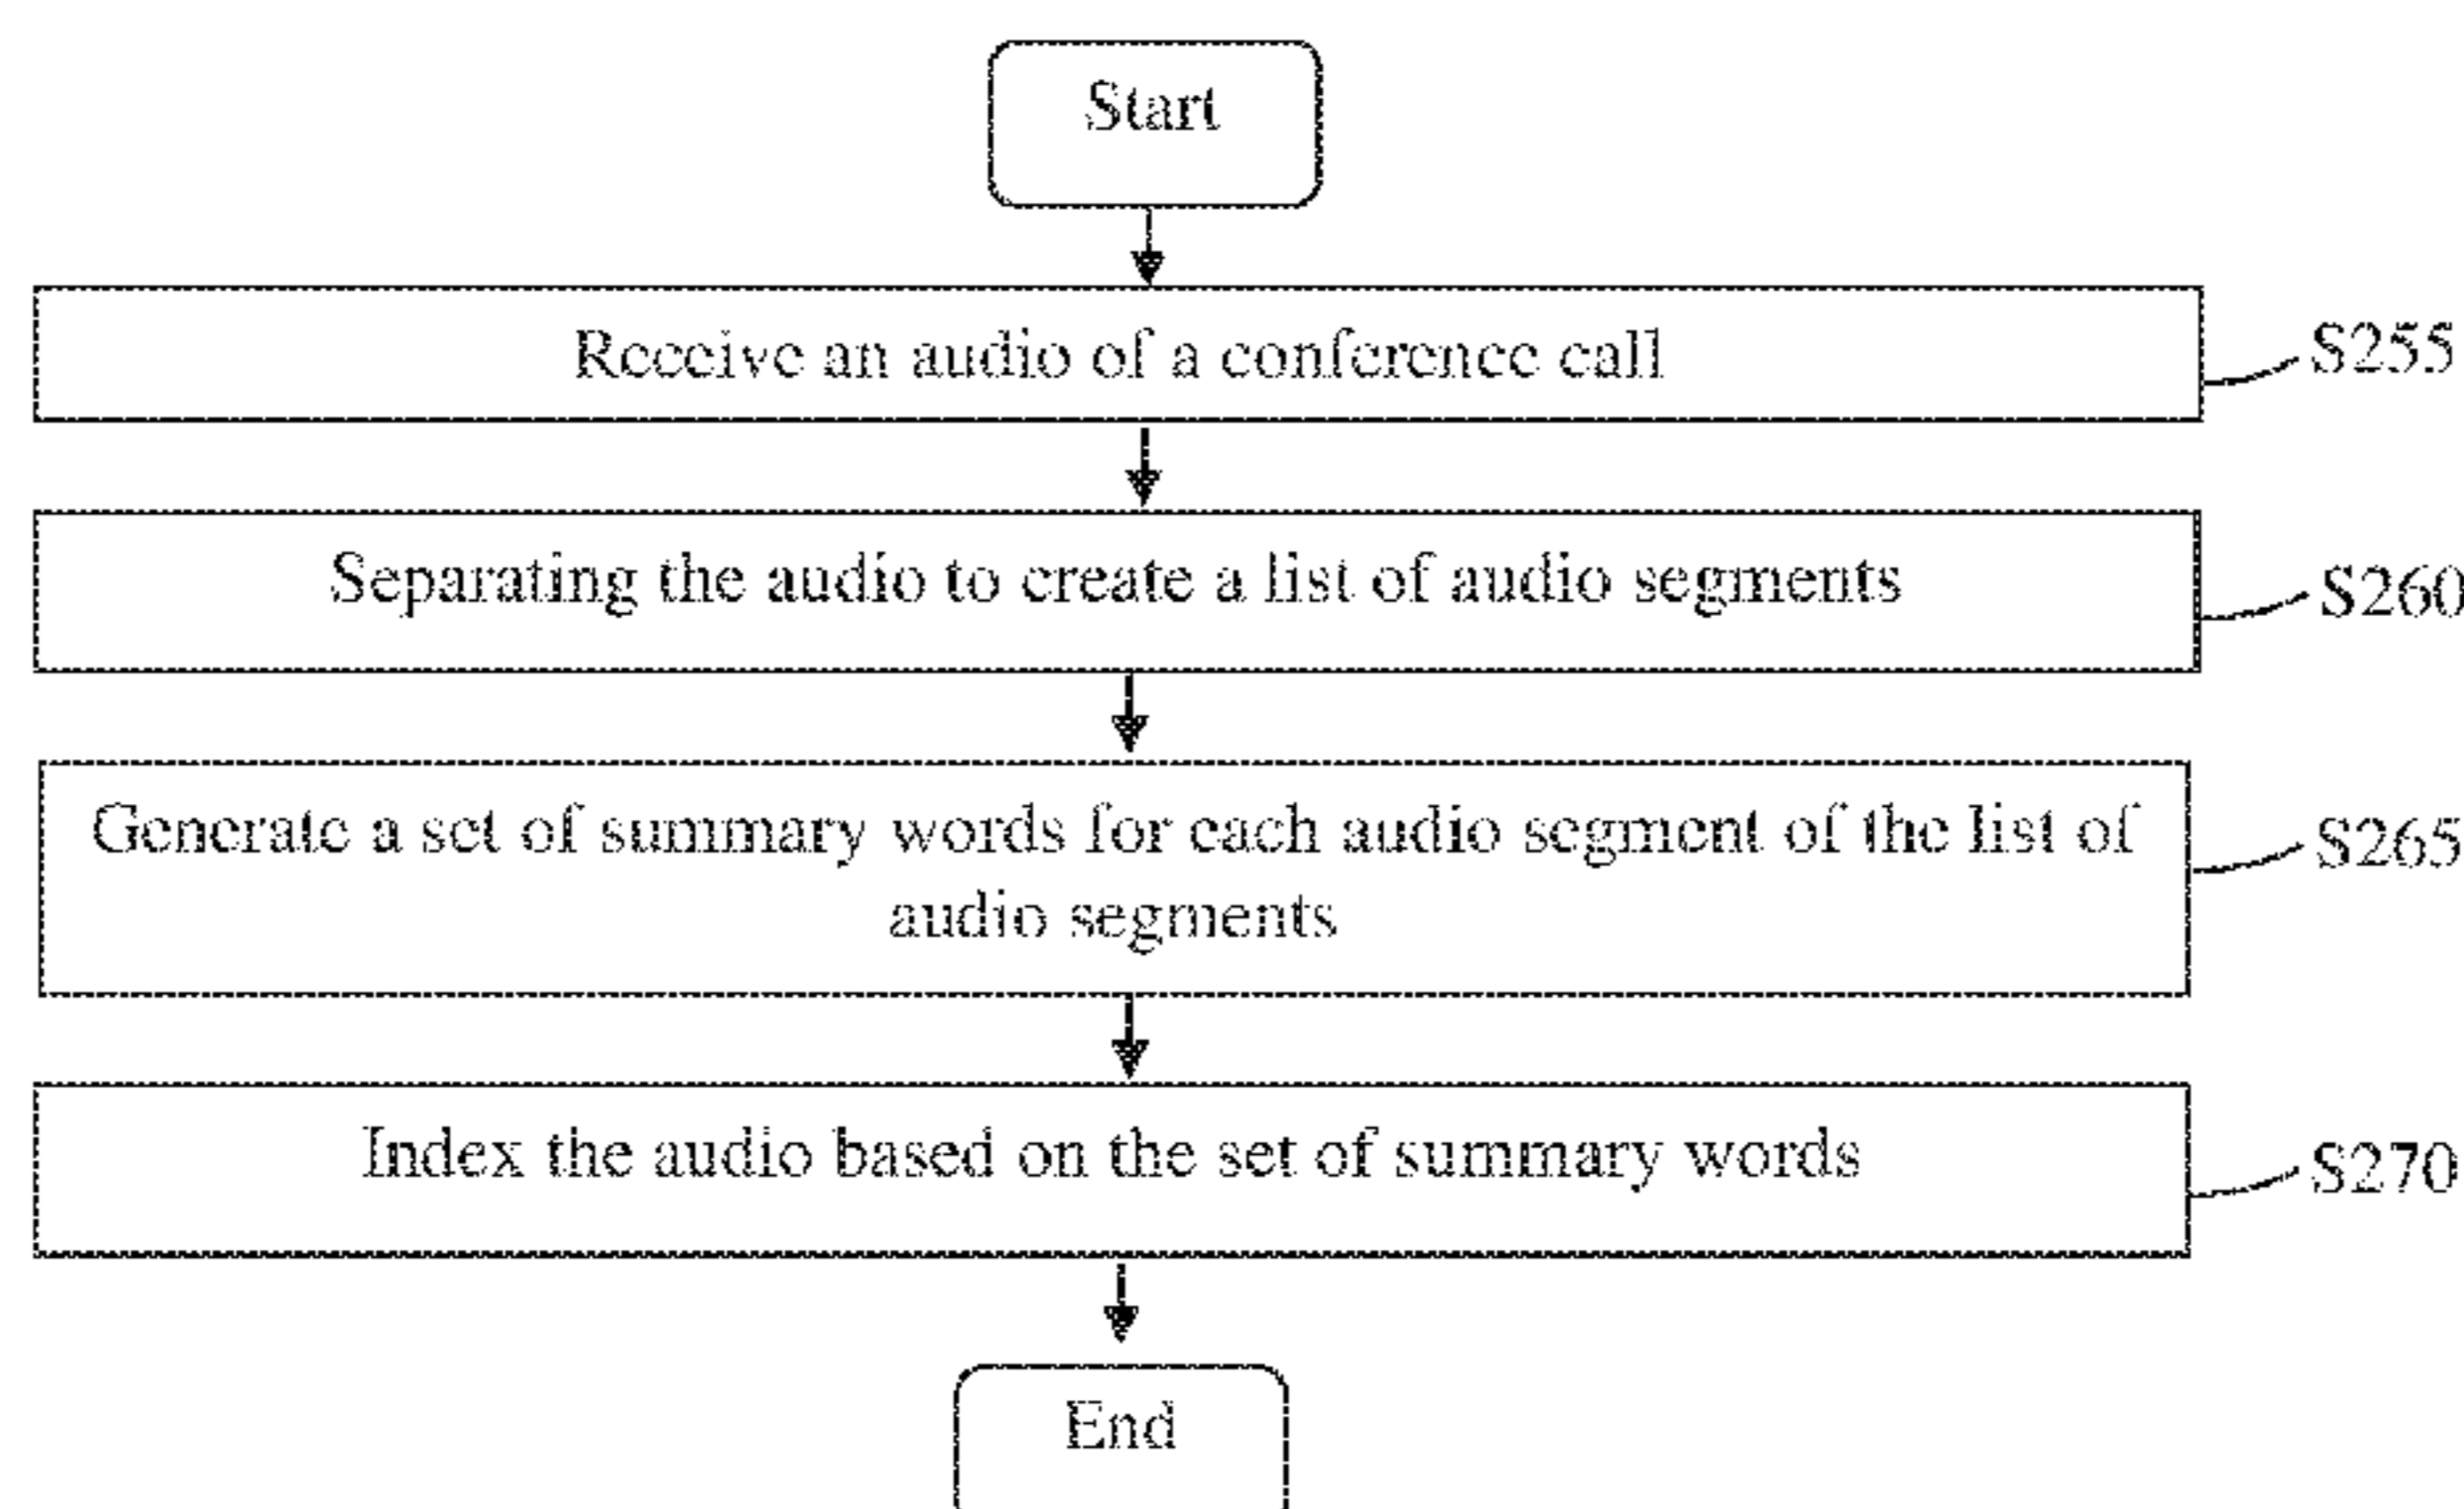 Start
Receive an audio of a conference call
S255
Separating the audio to create a list of audio segments
S260
Generate a set of summary words for each audio segment of the list of
audio segments
S265
Index the audio based on the set of summary words
S270
End